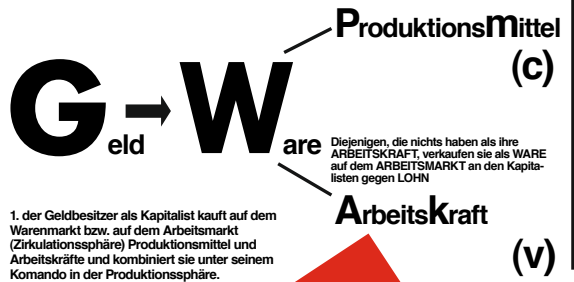 Produktionsmittel
(c)
Geld → Ware
Diejenigen, die nichts haben als ihre
ARBEITSKRAFT, verkaufen sie als WARE
auf dem ARBEITSMARKT an den Kapita-
listen gegen LOHN
Arbeitskraft
(v)
1. der Geldbesitzer als Kapitalist kauft auf dem
Warenmarkt bzw. auf dem Arbeitsmarkt
(Zirkulationssphäre) Produktionsmittel und
Arbeitskräfte und kombiniert sie unter seinem
Komando in der Produktionssphäre.